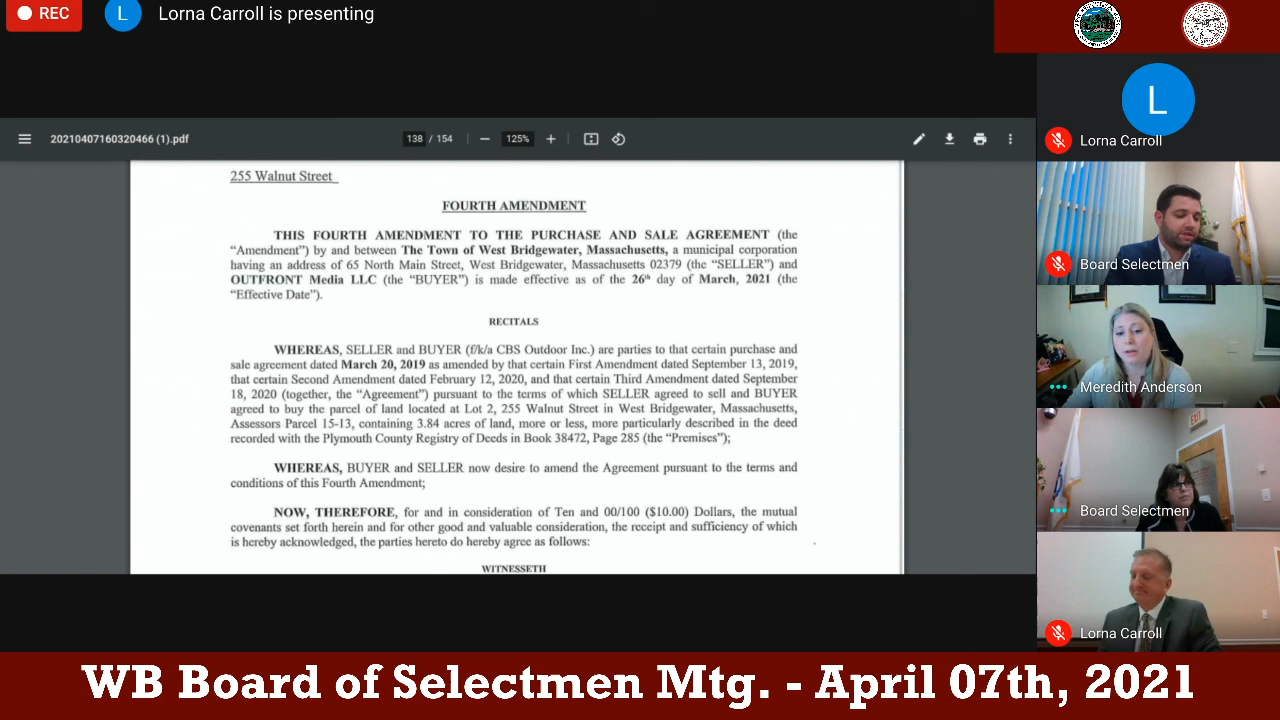 REC
L
Lorna Carroll is presenting
20210407160320466 (1).pdf
138 / 154
125%
255 Walnut Street
FOURTH AMENDMENT
THIS FOURTH AMENDMENT TO THE PURCHASE AND SALE AGREEMENT (the
“Amendment”) by and between The Town of West Bridgewater, Massachusetts, a municipal corporation
having an address of 65 North Main Street, West Bridgewater, Massachusetts 02379 (the “SELLER”) and
OUTFRONT Media LLC (the “BUYER”) is made effective as of the 26th day of March, 2021 (the
“Effective Date”).
RECITALS
WHEREAS, SELLER and BUYER (f/k/a CBS Outdoor Inc.) are parties to that certain purchase and
sale agreement dated March 20, 2019 as amended by that certain First Amendment dated September 13, 2019,
that certain Second Amendment dated February 12, 2020, and that certain Third Amendment dated September
18, 2020 (together, the “Agreement”) pursuant to the terms of which SELLER agreed to sell and BUYER
agreed to buy the parcel of land located at Lot 2, 255 Walnut Street in West Bridgewater, Massachusetts,
Assessors Parcel 15-13, containing 3.84 acres of land, more or less, more particularly described in the deed
recorded with the Plymouth County Registry of Deeds in Book 38472, Page 285 (the “Premises”);
WHEREAS, BUYER and SELLER now desire to amend the Agreement pursuant to the terms and
conditions of this Fourth Amendment;
NOW, THEREFORE, for and in consideration of Ten and 00/100 ($10.00) Dollars, the mutual
covenants set forth herein and for other good and valuable consideration, the receipt and sufficiency of which
is hereby acknowledged, the parties hereto do hereby agree as follows:
WITNESSETH
L
Lorna Carroll
Board Selectmen
Meredith Anderson
EXIT
Board Selectmen
Lorna Carroll
WB Board of Selectmen Mtg. - April 07th, 2021